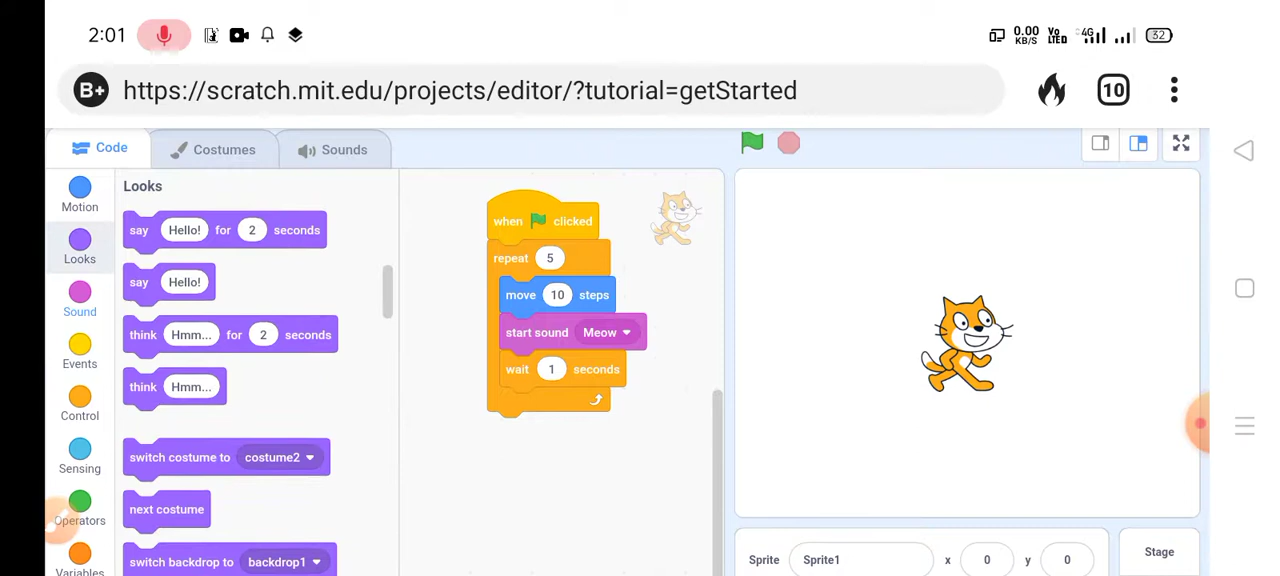 2:01
0.00 KB/S
Vo LTED
4G
32
B+
https://scratch.mit.edu/projects/editor/?tutorial=getStarted
10
Code
Costumes
Sounds
Motion
Looks
Sound
Events
Control
Sensing
Operators
Variables
Looks
say Hello! for 2 seconds
say Hello!
think Hmm... for 2 seconds
think Hmm...
switch costume to costume2
next costume
switch backdrop to backdrop1
when clicked
repeat 5
move 10 steps
start sound Meow
wait 1 seconds
Sprite Sprite1 x 0 y 0
Stage